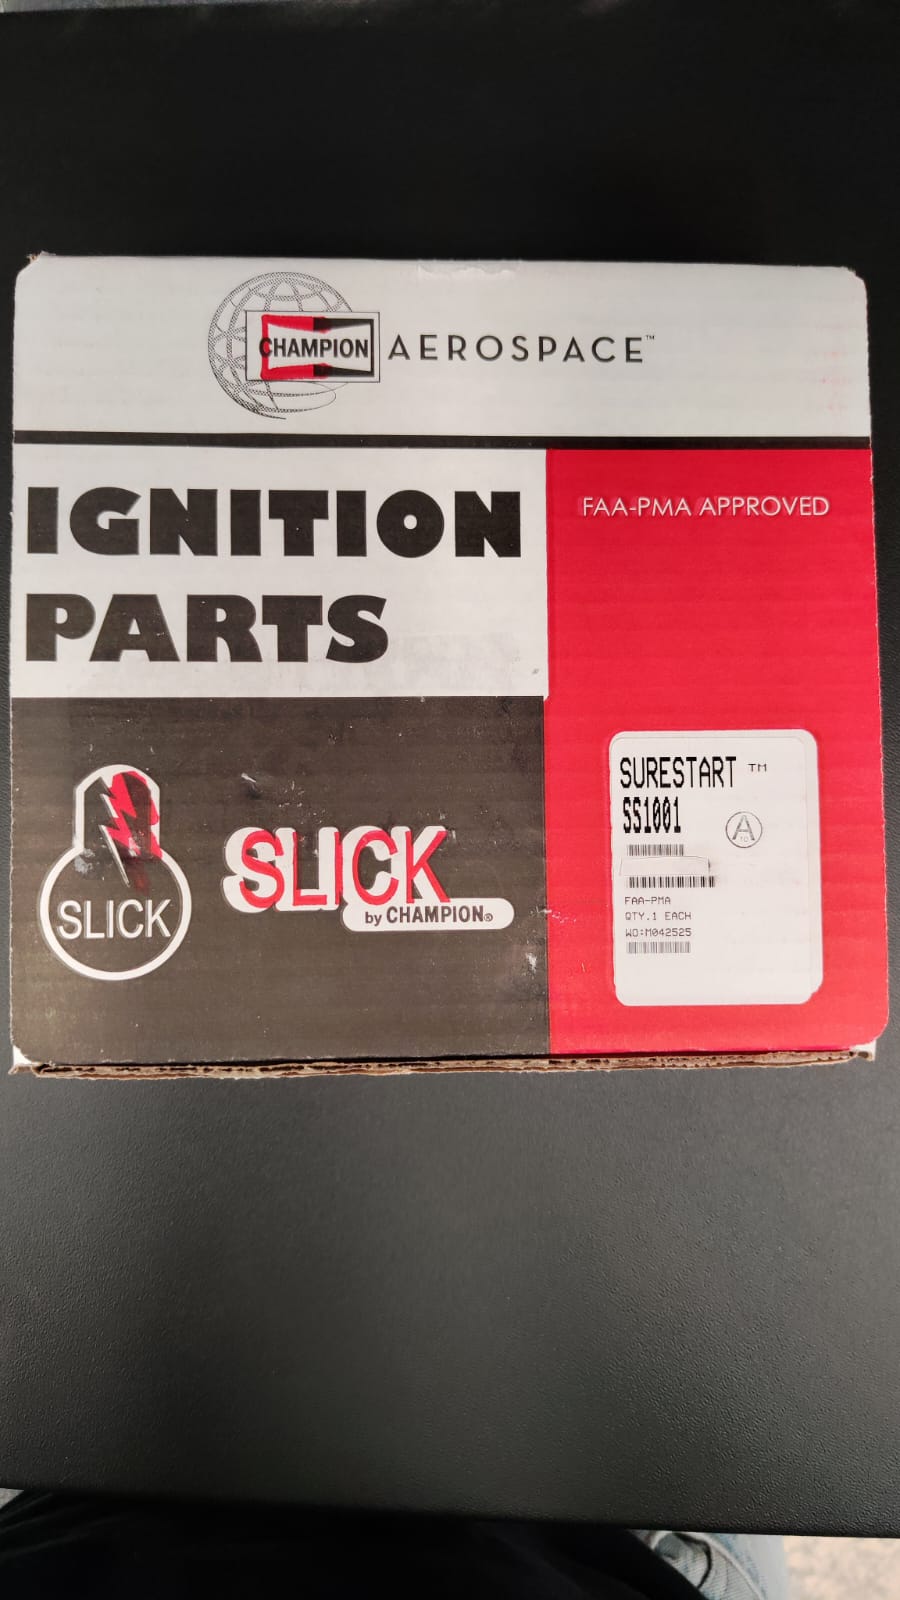 CHAMPION AEROSPACE™
IGNITION
PARTS
FAA-PMA APPROVED
SLICK
SLICK
by CHAMPION®
SURESTART ™
SS1001
A
FAA-PMA
QTY.1 EACH
WO:M042525